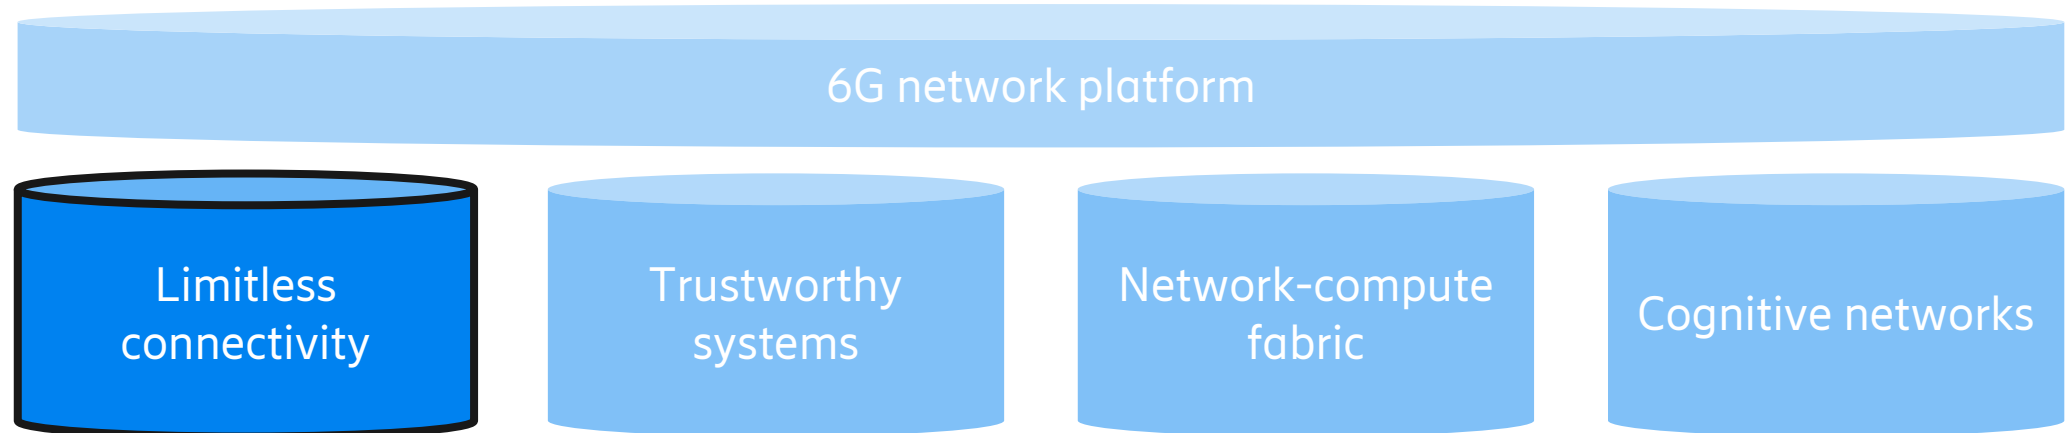 6G network platform
Limitless
connectivity
Trustworthy
systems
Network-compute
fabric
Cognitive networks